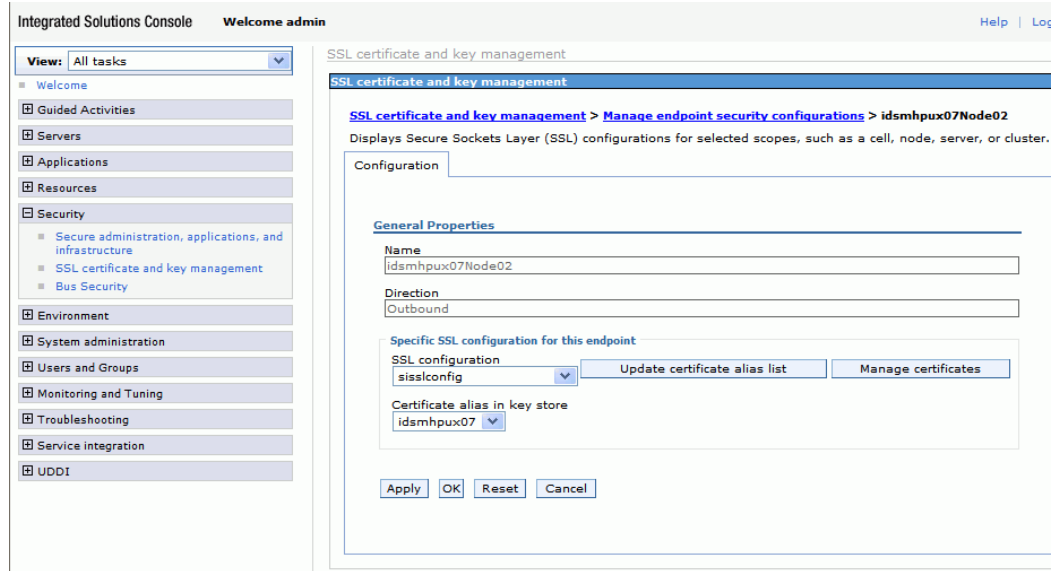 Integrated Solutions Console Welcome admin Help | Log
View: All tasks
Welcome
Guided Activities
Servers
Applications
Resources
Security
Secure administration, applications, and
infrastructure
SSL certificate and key management
Bus Security
Environment
System administration
Users and Groups
Monitoring and Tuning
Troubleshooting
Service integration
UDDI
SSL certificate and key management
SSL certificate and key management
SSL certificate and key management > Manage endpoint security configurations > idsmhpux07Node02
Displays Secure Sockets Layer (SSL) configurations for selected scopes, such as a cell, node, server, or cluster.
Configuration
General Properties
Name
idsmhpux07Node02
Direction
Outbound
Specific SSL configuration for this endpoint
SSL configuration
sisslconfig Update certificate alias list Manage certificates
Certificate alias in key store
idsmhpux07
Apply OK Reset Cancel